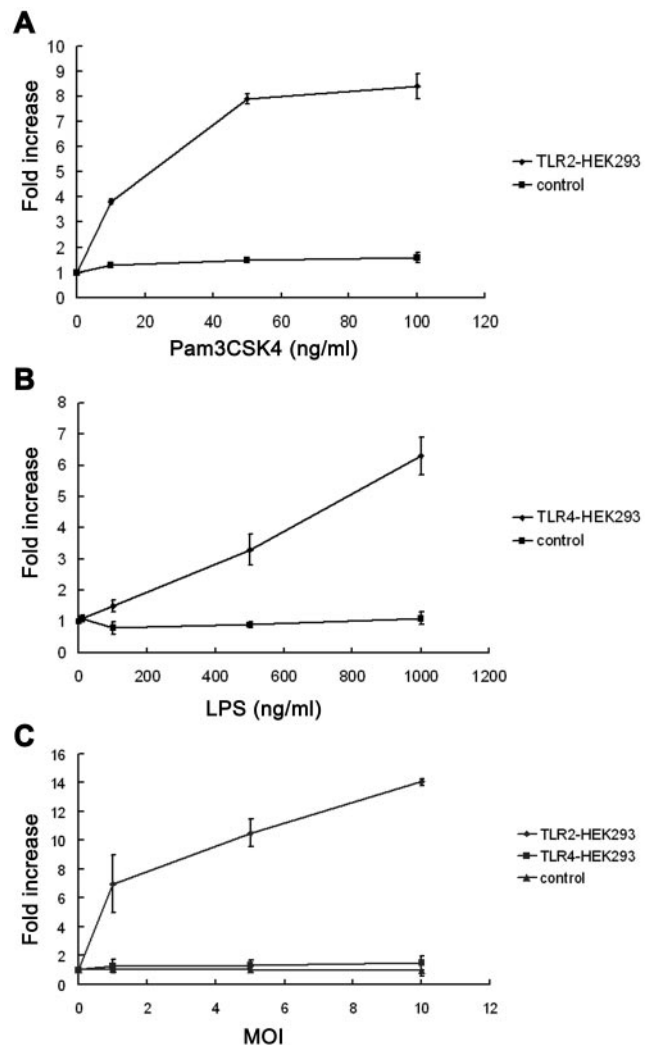 A
10
9
8
7
6
5
4
3
2
1
0
Fold increase
0 20 40 60 80 100 120
Pam3CSK4 (ng/ml)
TLR2-HEK293
control
B
8
7
6
5
4
3
2
1
0
Fold increase
0 200 400 600 800 1000 1200
LPS (ng/ml)
TLR4-HEK293
control
C
16
14
12
10
8
6
4
2
0
Fold increase
0 2 4 6 8 10 12
MOI
TLR2-HEK293
TLR4-HEK293
control